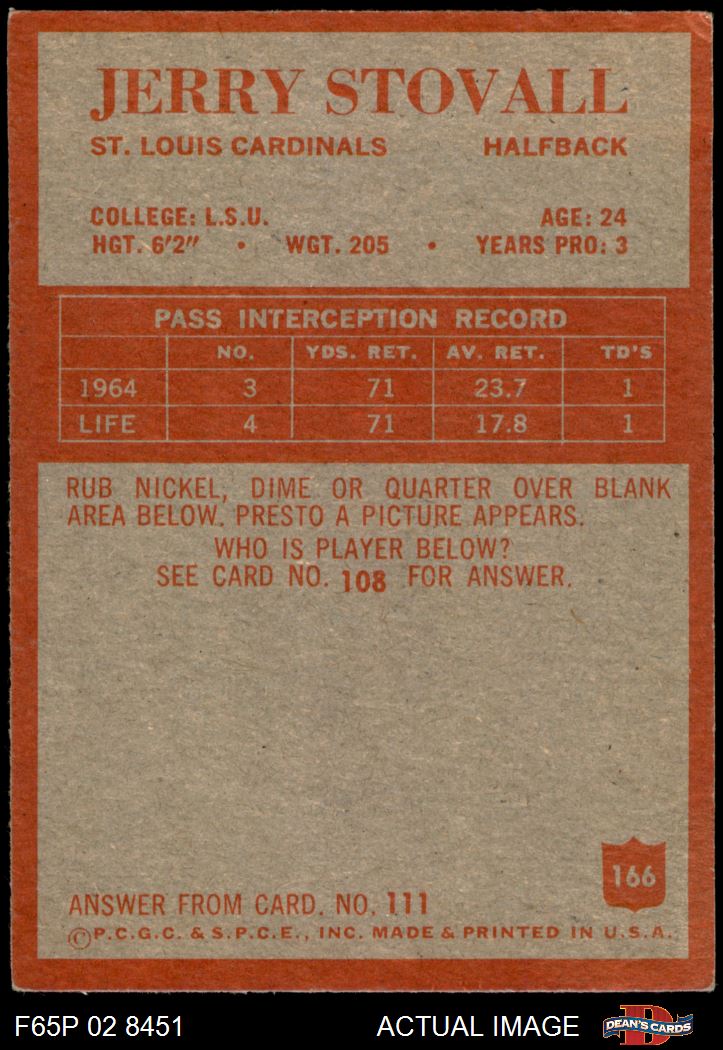 JERRY STOVALL
ST. LOUIS CARDINALS HALFBACK
COLLEGE: L.S.U. AGE: 24
HGT. 6'2" • WGT. 205 • YEARS PRO: 3
PASS INTERCEPTION RECORD
NO. YDS. RET. AV. RET. TD'S
1964 3 71 23.7 1
LIFE 4 71 17.8 1
RUB NICKEL, DIME OR QUARTER OVER BLANK
AREA BELOW. PRESTO A PICTURE APPEARS.
WHO IS PLAYER BELOW?
SEE CARD NO. 108 FOR ANSWER.
166
ANSWER FROM CARD. NO. 111
©P.C.G.C. & S.P.C.E., INC. MADE & PRINTED IN U.S.A.
F65P 02 8451 ACTUAL IMAGE D DEAN'S CARDS